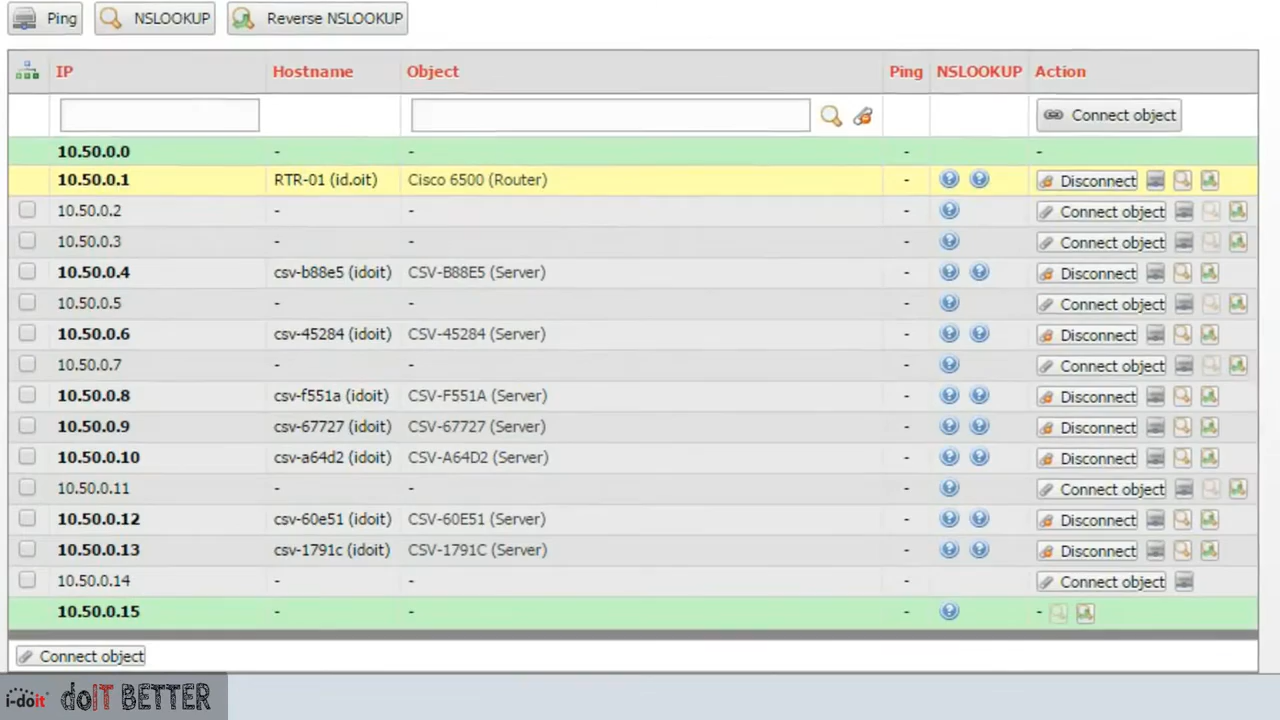 Ping NSLOOKUP Reverse NSLOOKUP
IP Hostname Object Ping NSLOOKUP Action
Connect object
10.50.0.0 - - - -
10.50.0.1 RTR-01 (id.oit) Cisco 6500 (Router) - Disconnect
10.50.0.2 - - - Connect object
10.50.0.3 - - - Connect object
10.50.0.4 csv-b88e5 (idoit) CSV-B88E5 (Server) - Disconnect
10.50.0.5 - - - Connect object
10.50.0.6 csv-45284 (idoit) CSV-45284 (Server) - Disconnect
10.50.0.7 - - - Connect object
10.50.0.8 csv-f551a (idoit) CSV-F551A (Server) - Disconnect
10.50.0.9 csv-67727 (idoit) CSV-67727 (Server) - Disconnect
10.50.0.10 csv-a64d2 (idoit) CSV-A64D2 (Server) - Disconnect
10.50.0.11 - - - Connect object
10.50.0.12 csv-60e51 (idoit) CSV-60E51 (Server) - Disconnect
10.50.0.13 csv-1791c (idoit) CSV-1791C (Server) - Disconnect
10.50.0.14 - - - Connect object
10.50.0.15 - - - -
Connect object
i-doit doIT BETTER